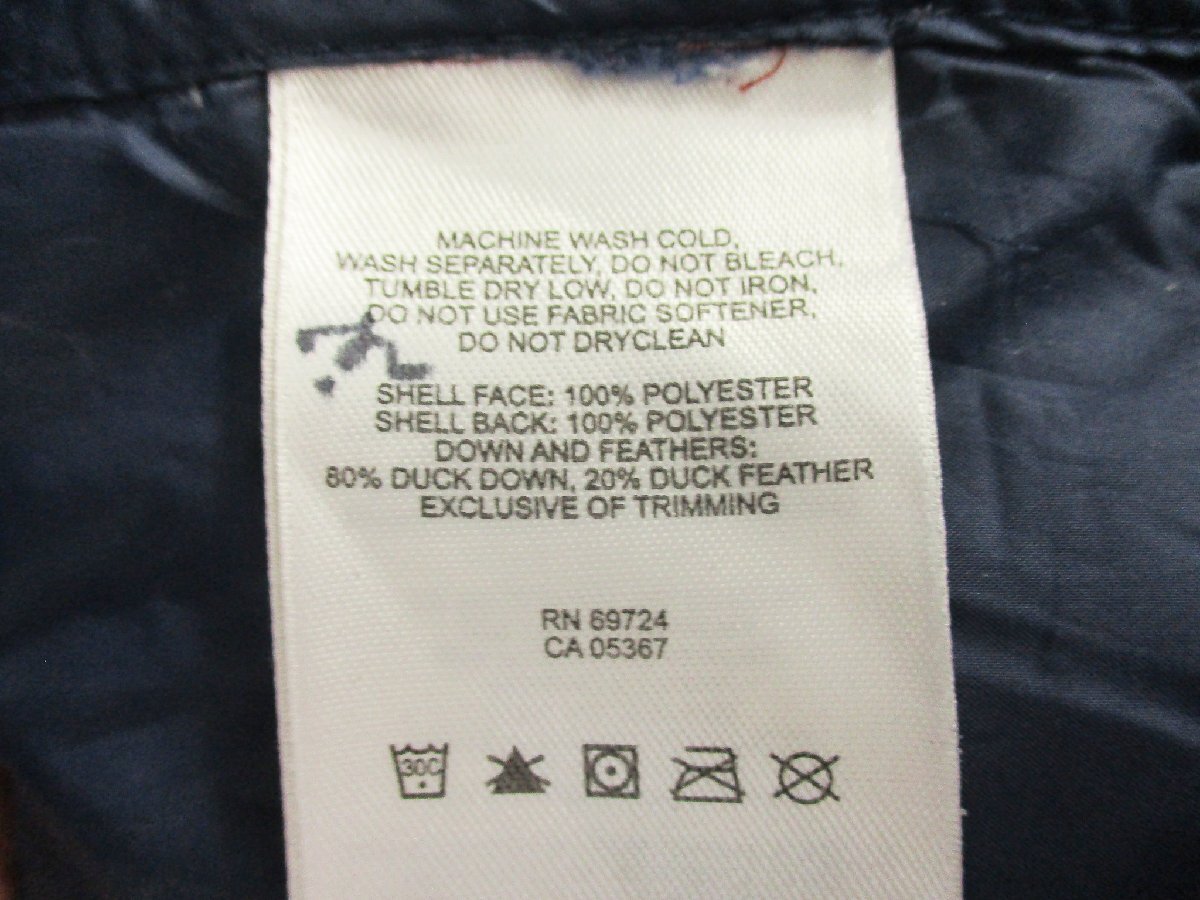 MACHINE WASH COLD,
WASH SEPARATELY, DO NOT BLEACH,
TUMBLE DRY LOW, DO NOT IRON,
DO NOT USE FABRIC SOFTENER,
DO NOT DRYCLEAN
SHELL FACE: 100% POLYESTER
SHELL BACK: 100% POLYESTER
DOWN AND FEATHERS:
80% DUCK DOWN, 20% DUCK FEATHER
EXCLUSIVE OF TRIMMING
RN 69724
CA 05367
30C